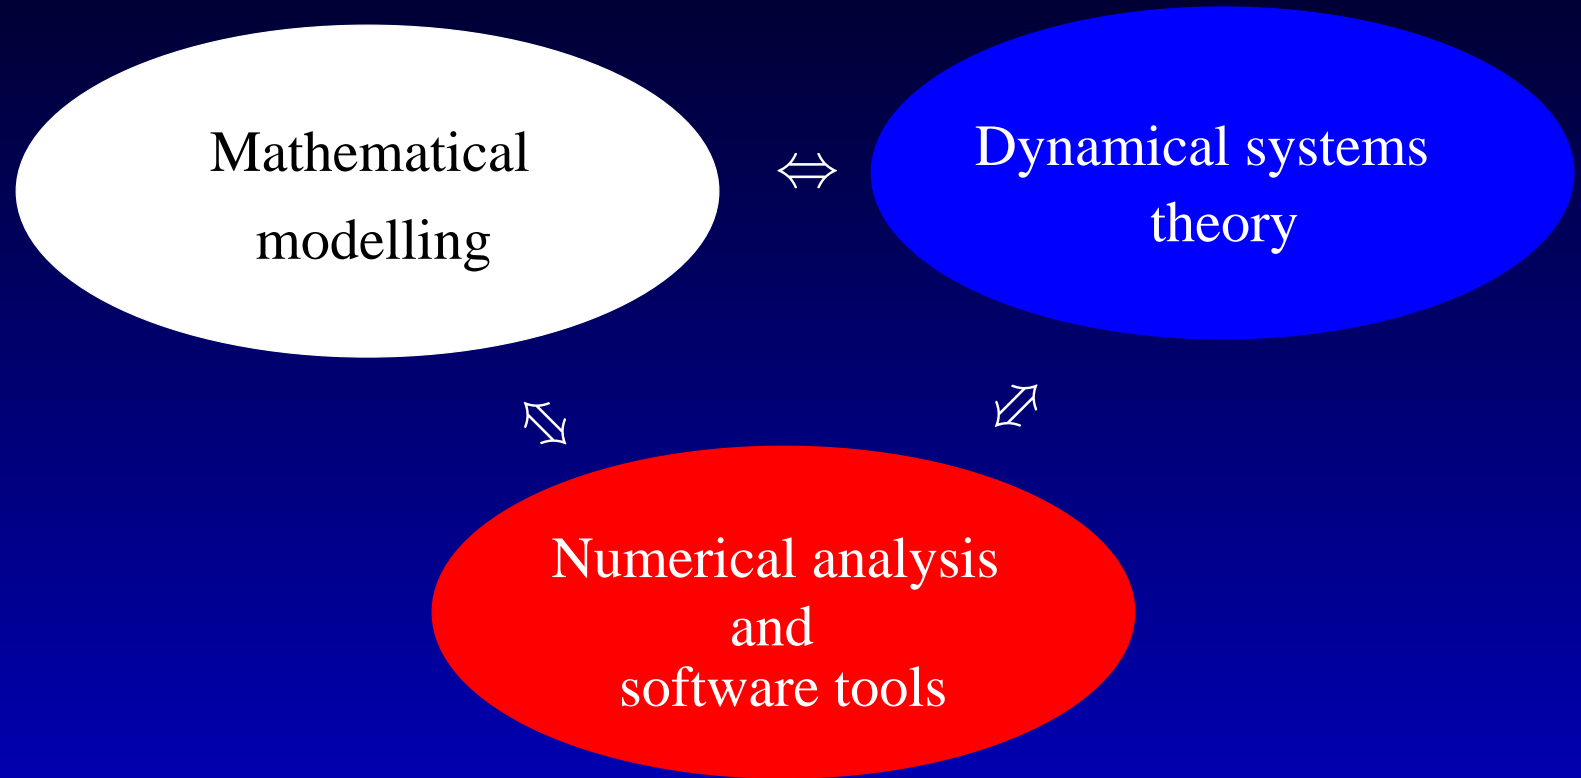 Mathematical
modelling
⇔
Dynamical systems
theory
Numerical analysis
and
software tools